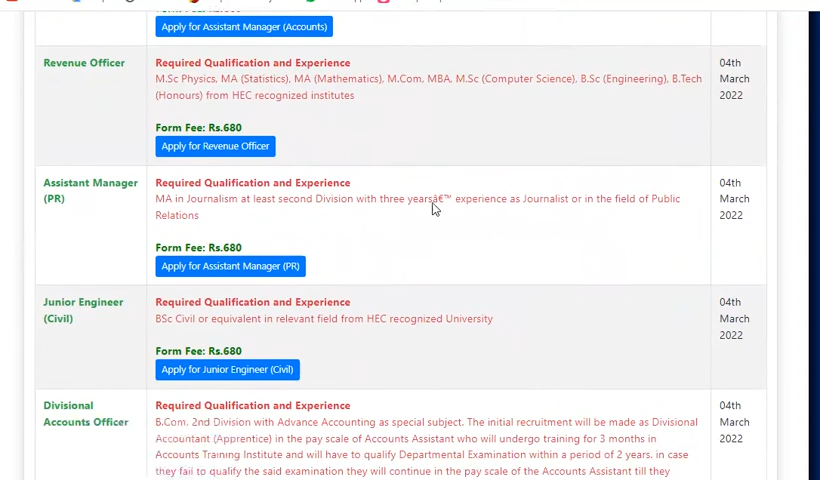 Apply for Assistant Manager (Accounts)
Revenue Officer
Required Qualification and Experience
M.Sc Physics, MA (Statistics), MA (Mathematics), M.Com, MBA, M.Sc (Computer Science), B.Sc (Engineering), B.Tech
(Honours) from HEC recognized institutes
Form Fee: Rs.680
Apply for Revenue Officer
04th
March
2022
Assistant Manager
(PR)
Required Qualification and Experience
MA in Journalism at least second Division with three yearsâ€™ experience as Journalist or in the field of Public
Relations
Form Fee: Rs.680
Apply for Assistant Manager (PR)
04th
March
2022
Junior Engineer
(Civil)
Required Qualification and Experience
BSc Civil or equivalent in relevant field from HEC recognized University
Form Fee: Rs.680
Apply for Junior Engineer (Civil)
04th
March
2022
Divisional
Accounts Officer
Required Qualification and Experience
B.Com. 2nd Division with Advance Accounting as special subject. The initial recruitment will be made as Divisional
Accountant (Apprentice) in the pay scale of Accounts Assistant who will undergo training for 3 months in
Accounts Training Institute and will have to qualify Departmental Examination within a period of 2 years. in case
they fail to qualify the said examination they will continue in the pay scale of the Accounts Assistant till they
04th
March
2022